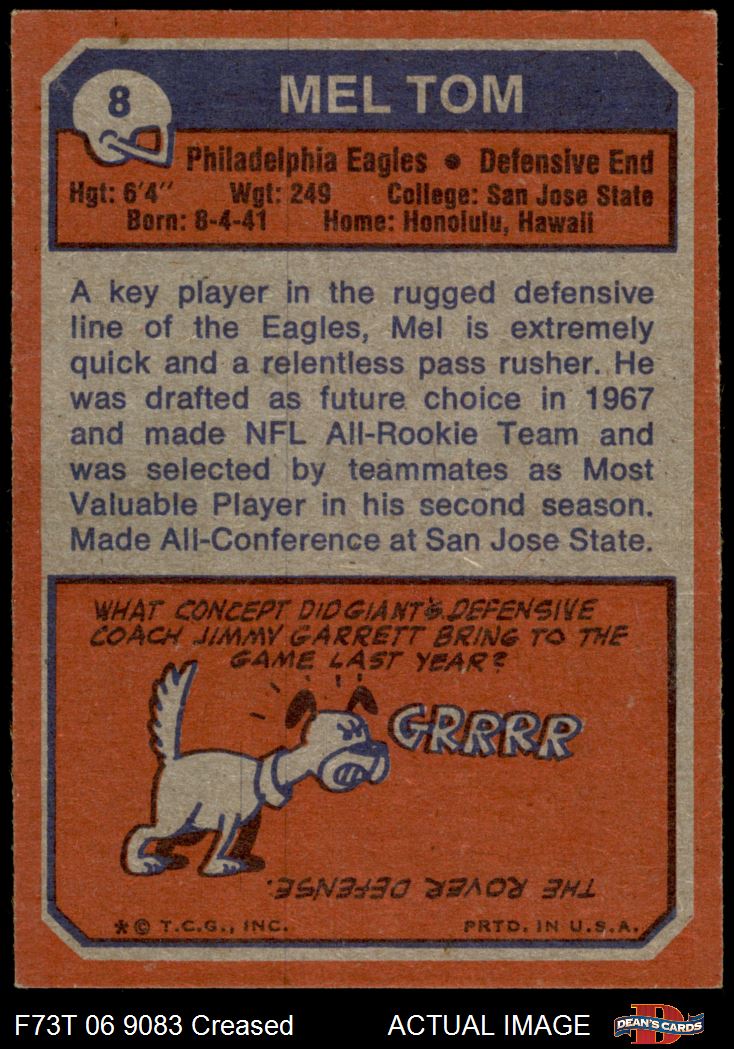 8
MEL TOM
Philadelphia Eagles • Defensive End
Hgt: 6'4" Wgt: 249 College: San Jose State
Born: 8-4-41 Home: Honolulu, Hawaii
A key player in the rugged defensive
line of the Eagles, Mel is extremely
quick and a relentless pass rusher. He
was drafted as future choice in 1967
and made NFL All-Rookie Team and
was selected by teammates as Most
Valuable Player in his second season.
Made All-Conference at San Jose State.
WHAT CONCEPT DID GIANT'S DEFENSIVE
COACH JIMMY GARRETT BRING TO THE
GAME LAST YEAR?
GRRRR
THE ROVER DEFENSE.
* © T.C.G., INC. PRTD. IN U.S.A.
F73T 06 9083 Creased ACTUAL IMAGE
D
DEAN'S CARDS